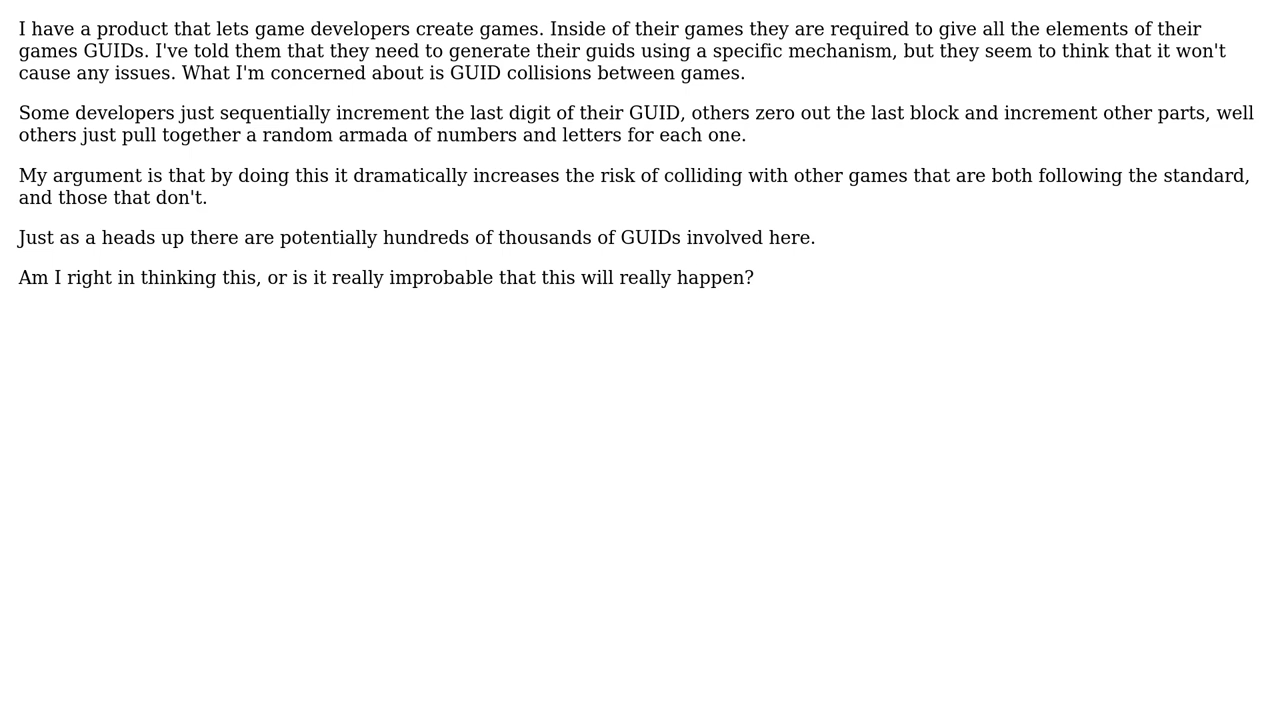 I have a product that lets game developers create games. Inside of their games they are required to give all the elements of their
games GUIDs. I've told them that they need to generate their guids using a specific mechanism, but they seem to think that it won't
cause any issues. What I'm concerned about is GUID collisions between games.
Some developers just sequentially increment the last digit of their GUID, others zero out the last block and increment other parts, well
others just pull together a random armada of numbers and letters for each one.
My argument is that by doing this it dramatically increases the risk of colliding with other games that are both following the standard,
and those that don't.
Just as a heads up there are potentially hundreds of thousands of GUIDs involved here.
Am I right in thinking this, or is it really improbable that this will really happen?